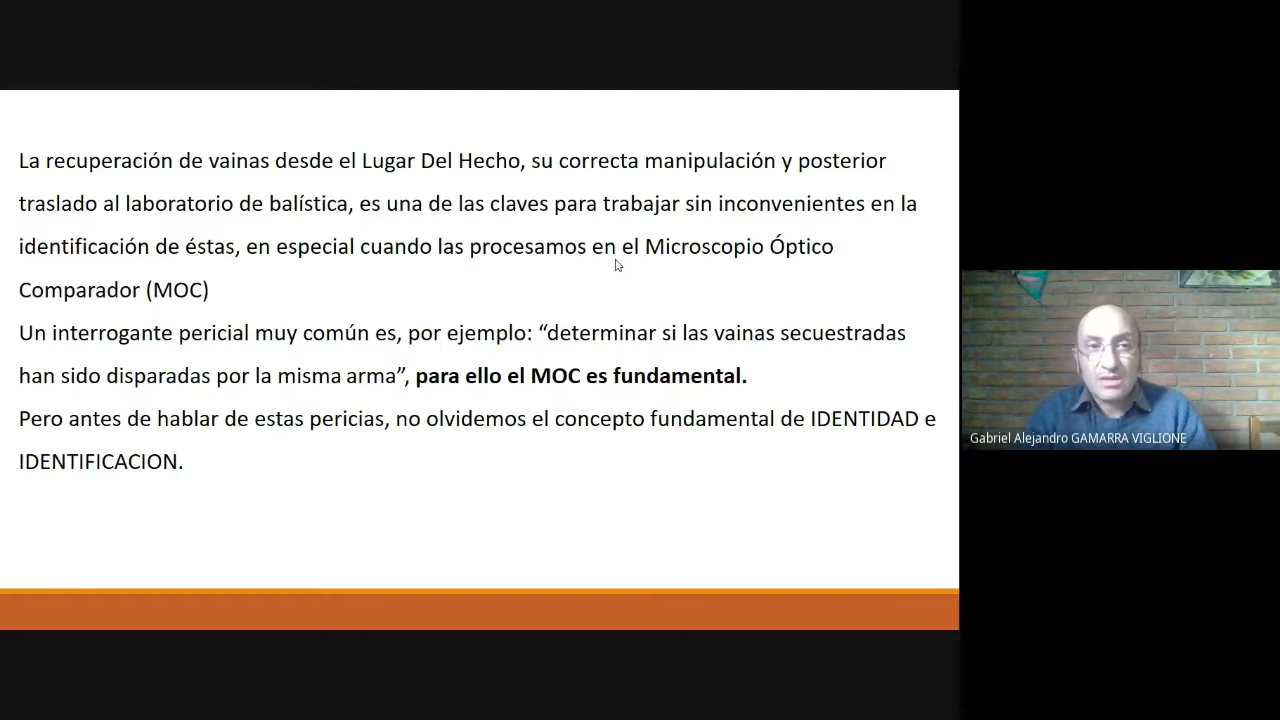 La recuperación de vainas desde el Lugar Del Hecho, su correcta manipulación y posterior
traslado al laboratorio de balística, es una de las claves para trabajar sin inconvenientes en la
identificación de éstas, en especial cuando las procesamos en el Microscopio Óptico
Comparador (MOC)
Un interrogante pericial muy común es, por ejemplo: “determinar si las vainas secuestradas
han sido disparadas por la misma arma”, para ello el MOC es fundamental.
Pero antes de hablar de estas pericias, no olvidemos el concepto fundamental de IDENTIDAD e
IDENTIFICACION.
Gabriel Alejandro GAMARRA VIGLIONE